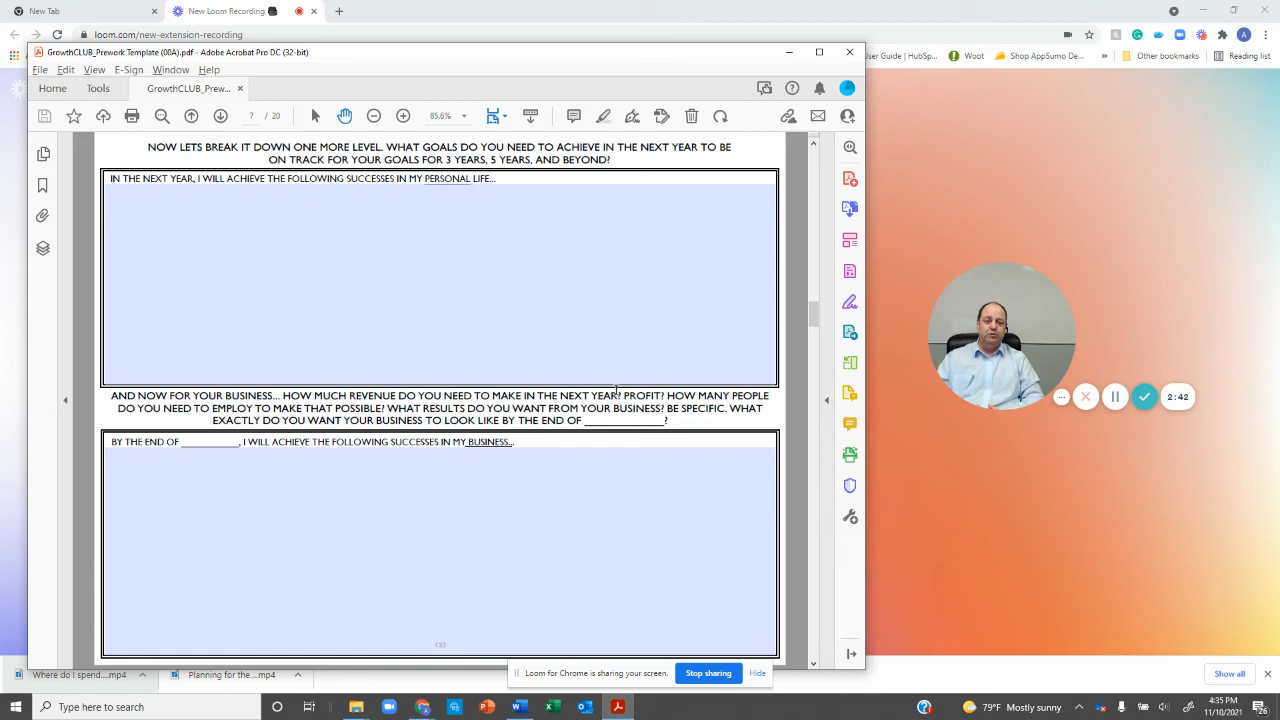 New Tab
New Loom Recording
loom.com/new-extension-recording
User Guide | HubSp...
Woot
Shop AppSumo De...
Other bookmarks
Reading list
GrowthCLUB_Prework Template (00A).pdf - Adobe Acrobat Pro DC (32-bit)
File Edit View E-Sign Window Help
Home Tools GrowthCLUB_Prew...
7 / 20 85.6%
NOW LETS BREAK IT DOWN ONE MORE LEVEL. WHAT GOALS DO YOU NEED TO ACHIEVE IN THE NEXT YEAR TO BE
ON TRACK FOR YOUR GOALS FOR 3 YEARS, 5 YEARS, AND BEYOND?
IN THE NEXT YEAR, I WILL ACHIEVE THE FOLLOWING SUCCESSES IN MY PERSONAL LIFE...
AND NOW FOR YOUR BUSINESS... HOW MUCH REVENUE DO YOU NEED TO MAKE IN THE NEXT YEAR? PROFIT? HOW MANY PEOPLE
DO YOU NEED TO EMPLOY TO MAKE THAT POSSIBLE? WHAT RESULTS DO YOU WANT FROM YOUR BUSINESS? BE SPECIFIC. WHAT
EXACTLY DO YOU WANT YOUR BUSINESS TO LOOK LIKE BY THE END OF ____________?
BY THE END OF __________, I WILL ACHIEVE THE FOLLOWING SUCCESSES IN MY BUSINESS...
2:42
Loom for Chrome is sharing your screen. Stop sharing Hide
Where do I spend....mp4
Planning for the....mp4
Show all
Type here to search
79°F Mostly sunny
4:35 PM
11/10/2021
26